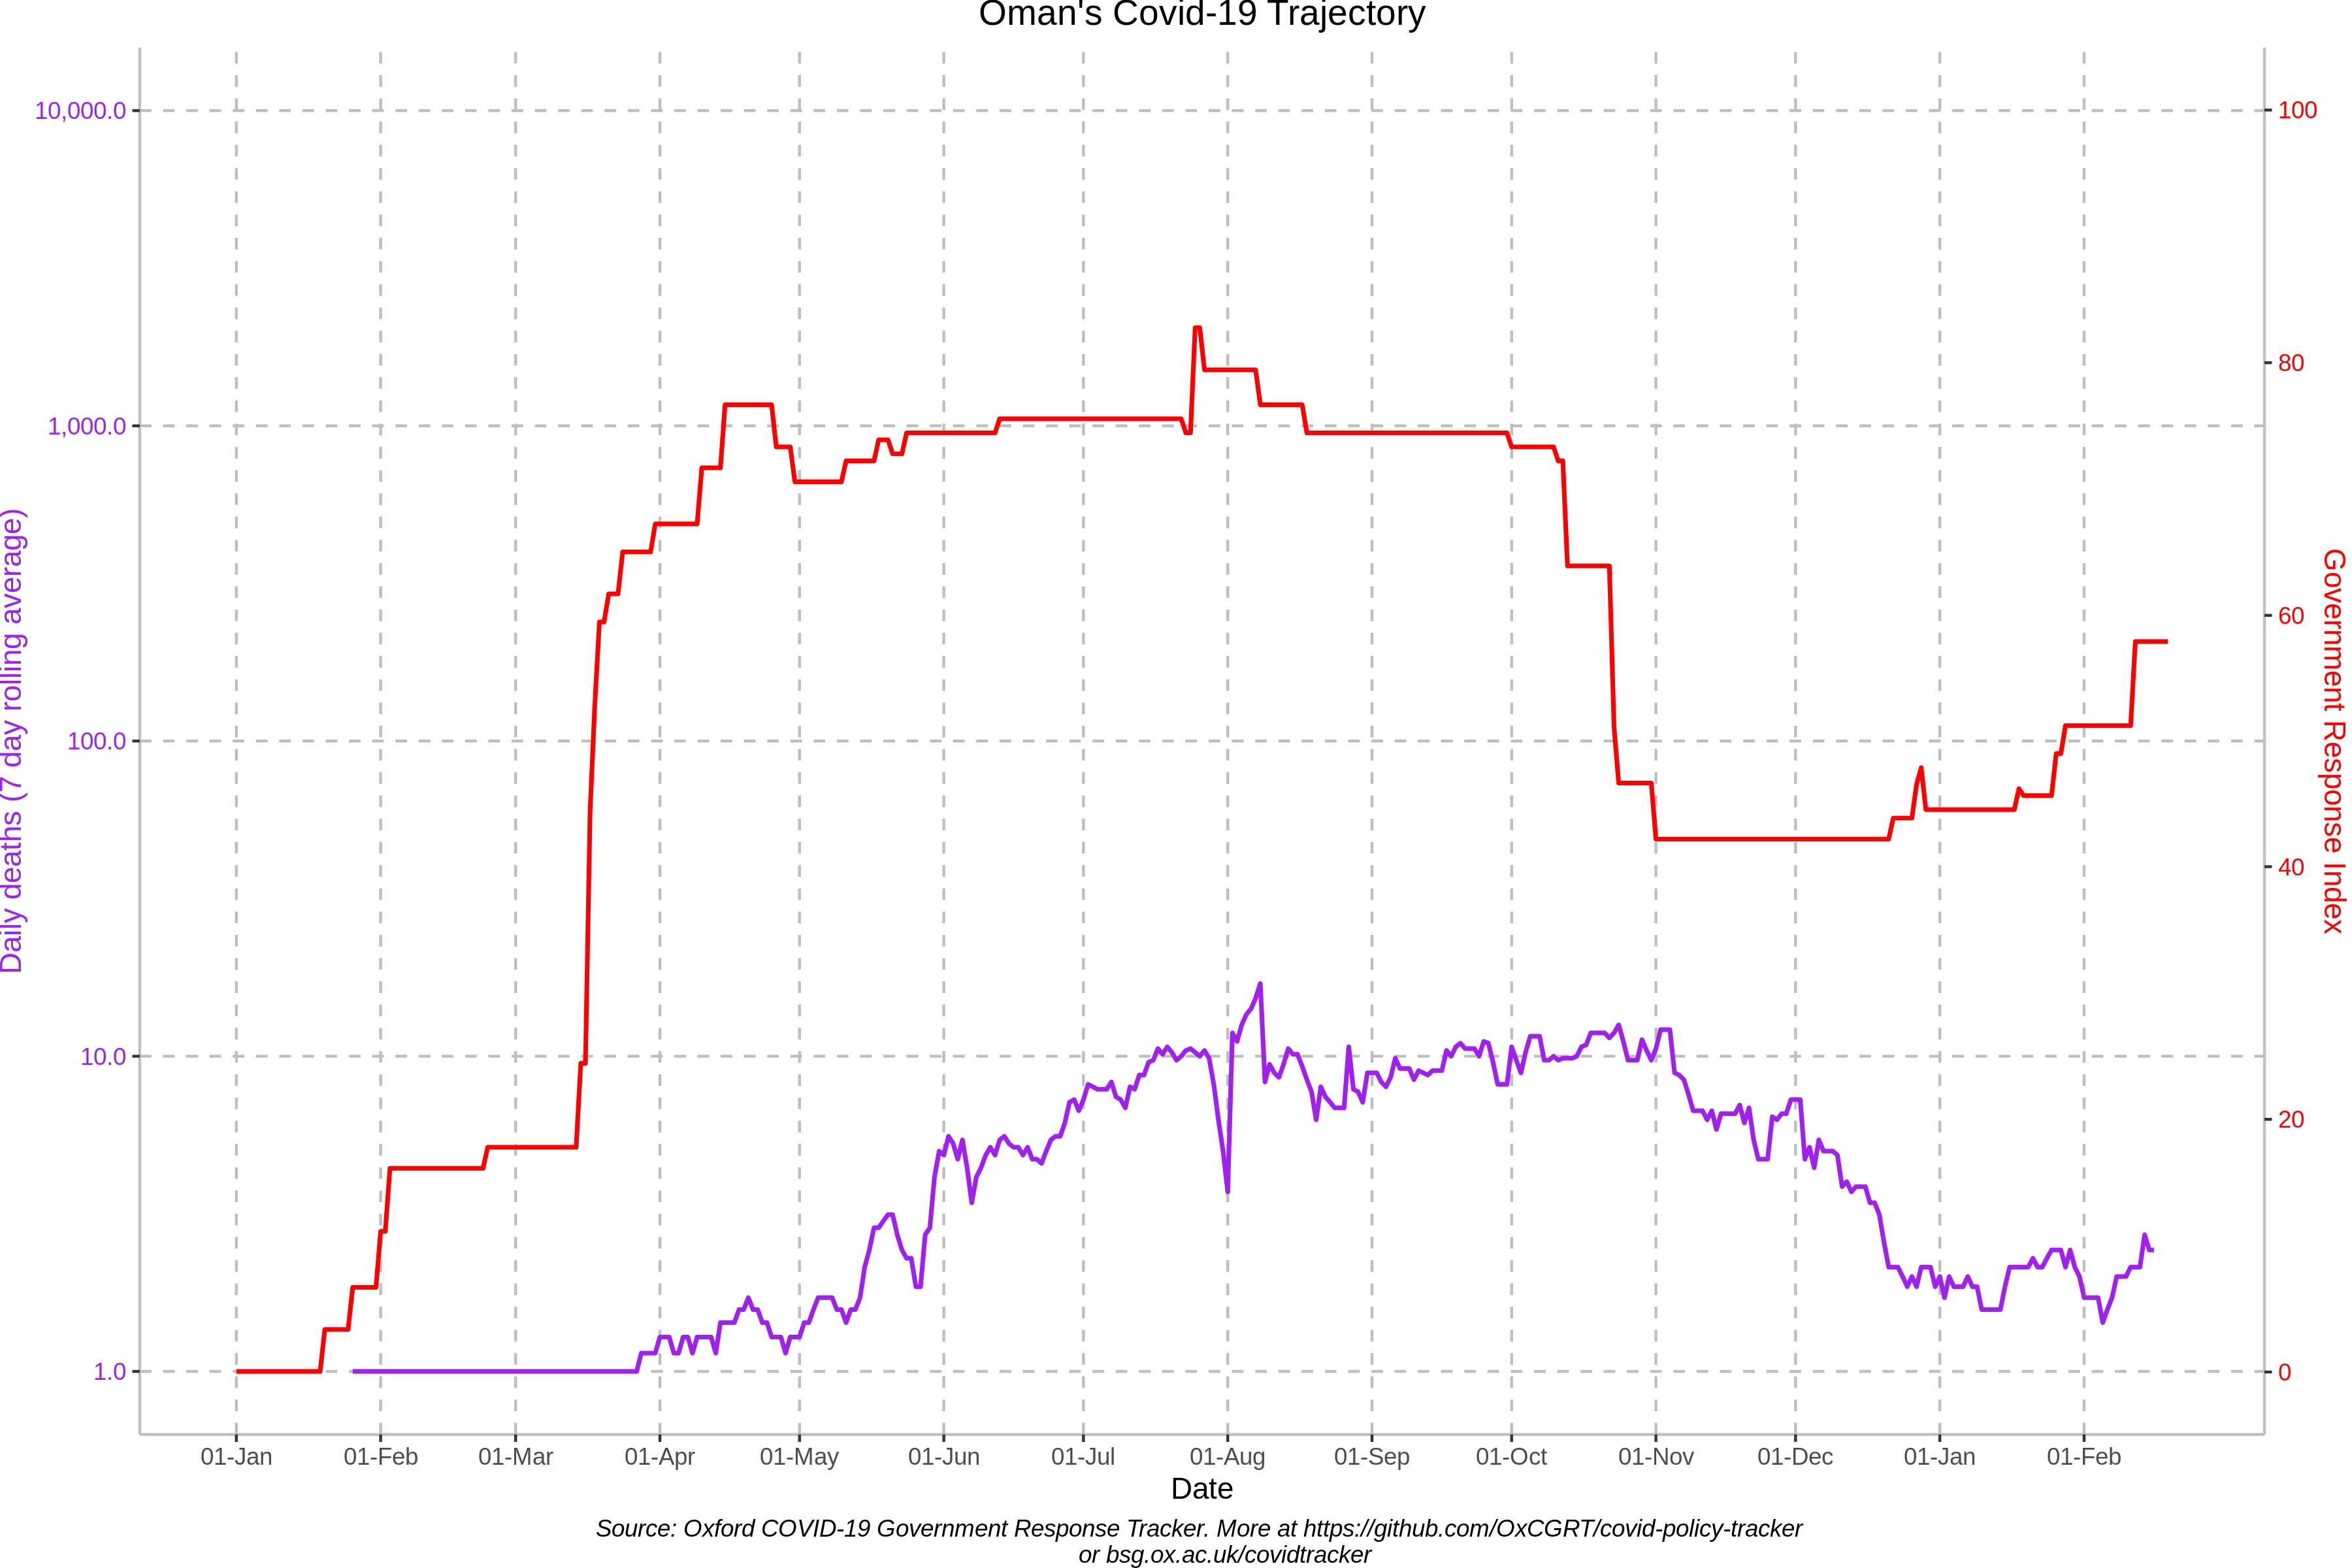 Oman's Covid-19 Trajectory
10,000.0
1,000.0
100.0
10.0
1.0
Daily deaths (7 day rolling average)
100
80
60
40
20
0
Government Response Index
01-Jan 01-Feb 01-Mar 01-Apr 01-May 01-Jun 01-Jul 01-Aug 01-Sep 01-Oct 01-Nov 01-Dec 01-Jan 01-Feb
Date
Source: Oxford COVID-19 Government Response Tracker. More at https://github.com/OxCGRT/covid-policy-tracker
or bsg.ox.ac.uk/covidtracker